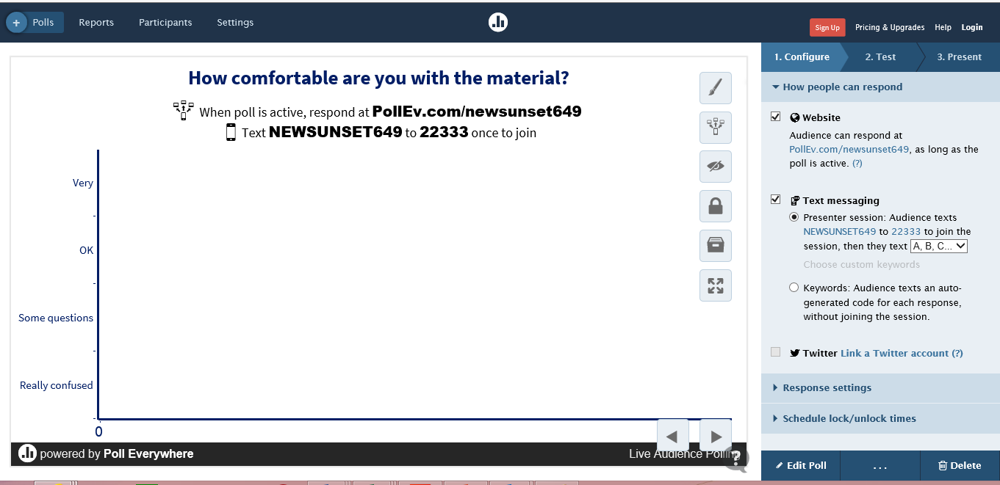 + Polls Reports Participants Settings
Sign Up Pricing & Upgrades Help Login
How comfortable are you with the material?
When poll is active, respond at PollEv.com/newsunset649
Text NEWSUNSET649 to 22333 once to join
Very
OK
Some questions
Really confused
0
powered by Poll Everywhere
Live Audience Pollin
?
1. Configure 2. Test 3. Present
How people can respond
Website
Audience can respond at
PollEv.com/newsunset649, as long as the
poll is active. (?)
Text messaging
Presenter session: Audience texts
NEWSUNSET649 to 22333 to join the
session, then they text A, B, C...
Choose custom keywords
Keywords: Audience texts an auto-
generated code for each response,
without joining the session.
Twitter Link a Twitter account (?)
Response settings
Schedule lock/unlock times
Edit Poll ... Delete